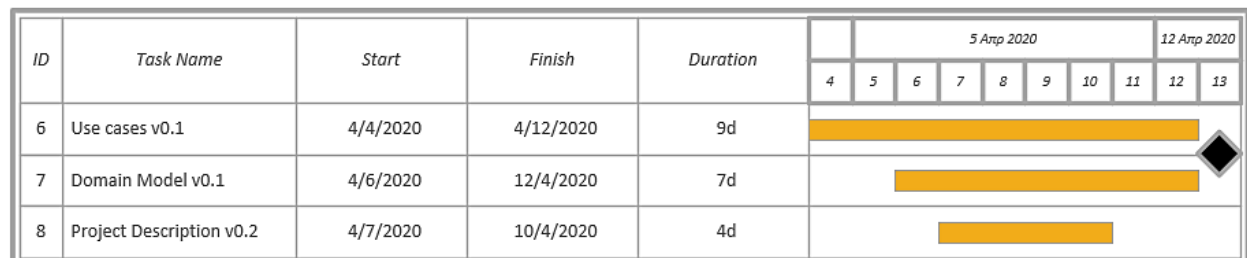 ID Task Name Start Finish Duration 5 Απρ 2020 12 Απρ 2020
4 5 6 7 8 9 10 11 12 13
6 Use cases v0.1 4/4/2020 4/12/2020 9d
7 Domain Model v0.1 4/6/2020 12/4/2020 7d
8 Project Description v0.2 4/7/2020 10/4/2020 4d